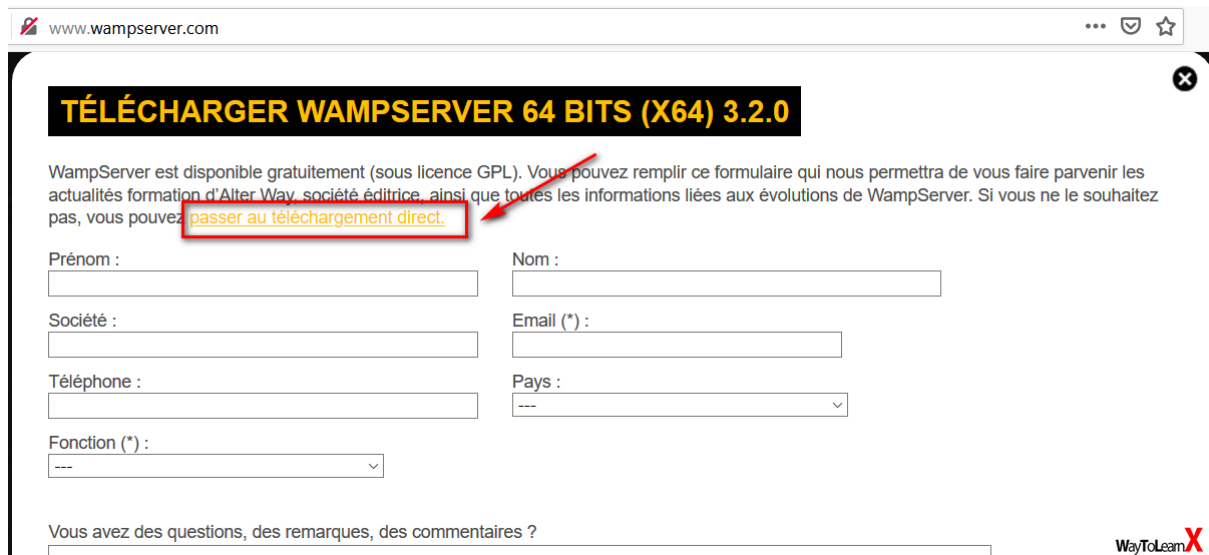 www.wampserver.com
TÉLÉCHARGER WAMPSERVER 64 BITS (X64) 3.2.0
WampServer est disponible gratuitement (sous licence GPL). Vous pouvez remplir ce formulaire qui nous permettra de vous faire parvenir les
actualités formation d'Alter Way, société éditrice, ainsi que toutes les informations liées aux évolutions de WampServer. Si vous ne le souhaitez
pas, vous pouvez passer au téléchargement direct.
Prénom :
Nom :
Société :
Email (*) :
Téléphone :
Pays :
---
Fonction (*) :
---
Vous avez des questions, des remarques, des commentaires ?
WayToLearnX